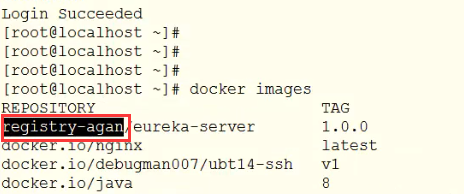 Login Succeeded
[root@localhost ~]#
[root@localhost ~]#
[root@localhost ~]#
[root@localhost ~]# docker images
REPOSITORY TAG
registry-agan/eureka-server 1.0.0
docker.io/nginx latest
docker.io/debugman007/ubt14-ssh v1
docker.io/java 8